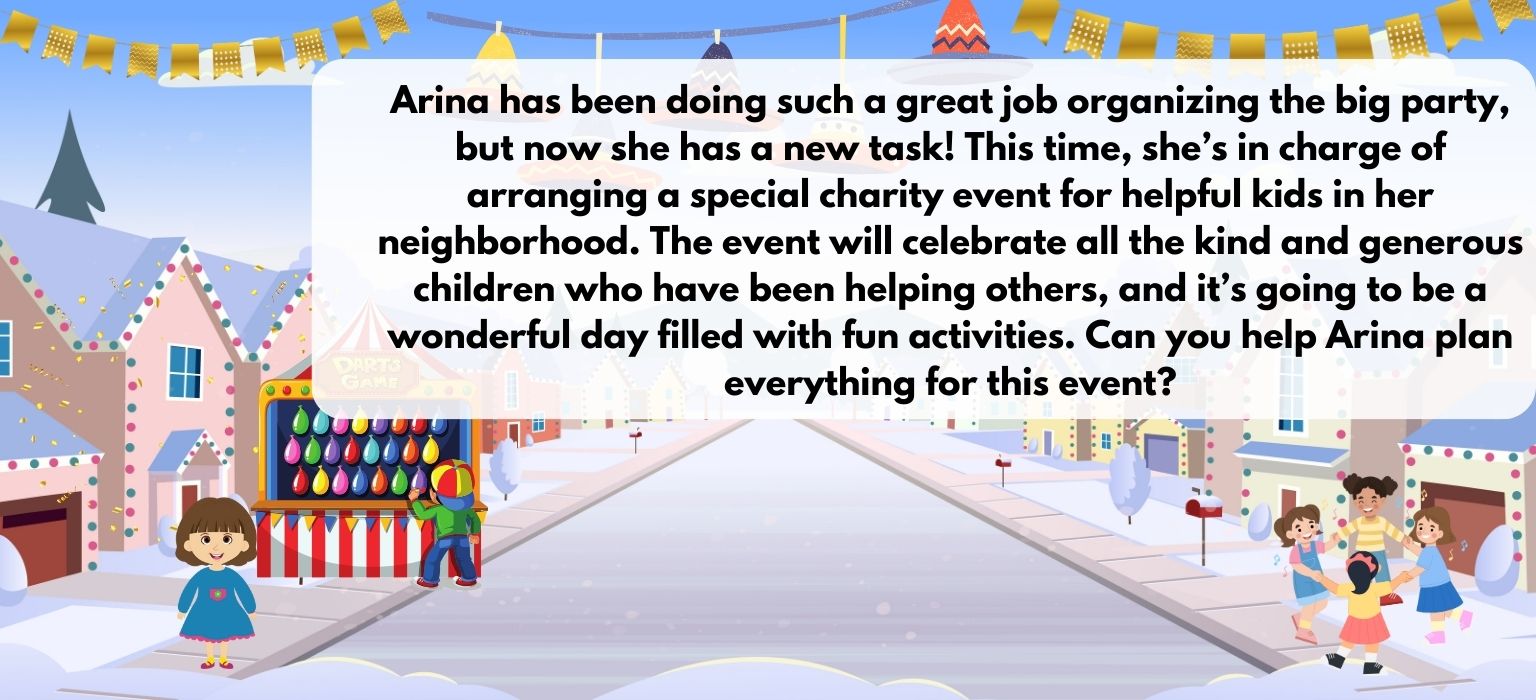 Arina has been doing such a great job organizing the big party,
but now she has a new task! This time, she's in charge of
arranging a special charity event for helpful kids in her
neighborhood. The event will celebrate all the kind and generous
children who have been helping others, and it's going to be a
wonderful day filled with fun activities. Can you help Arina plan
everything for this event?
DARTS
GAME